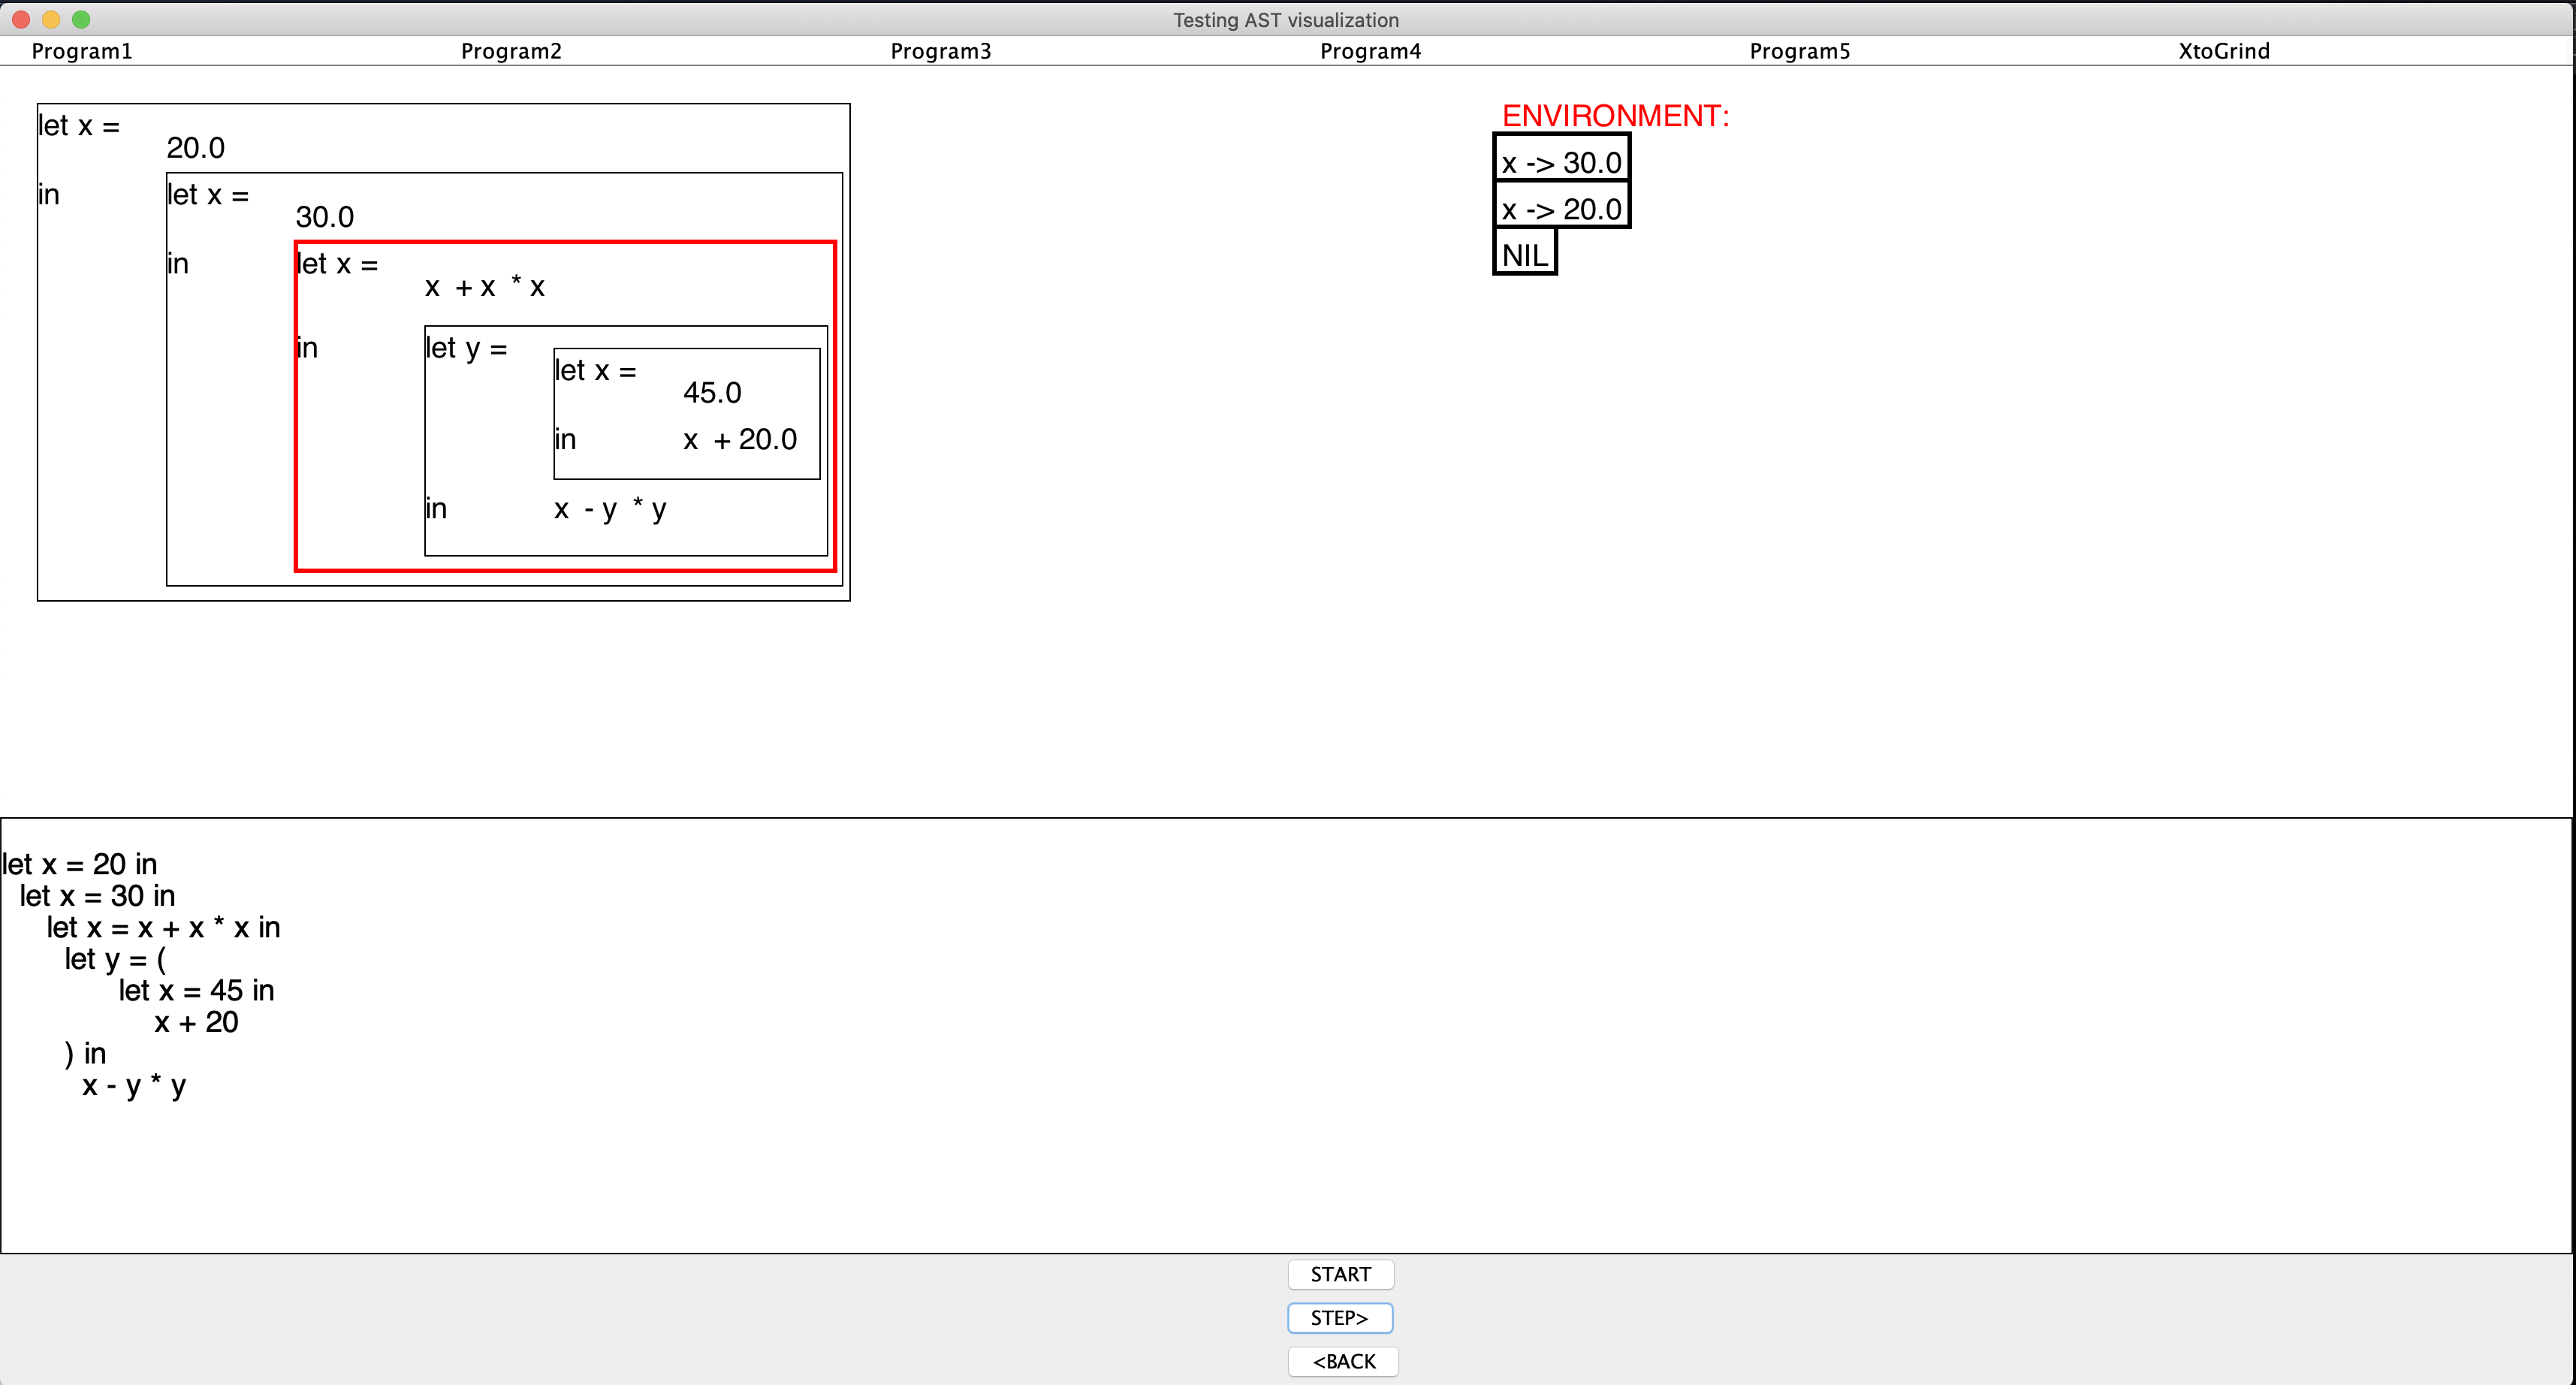 Testing AST visualization
Program1 Program2 Program3 Program4 Program5 XtoGrind
let x =
20.0
in let x =
30.0
in let x =
x + x * x
in let y =
let x =
45.0
in x + 20.0
in x - y * y
ENVIRONMENT:
x -> 30.0
x -> 20.0
NIL
let x = 20 in
let x = 30 in
let x = x + x * x in
let y = (
let x = 45 in
x + 20
) in
x - y * y
START
STEP>
<BACK